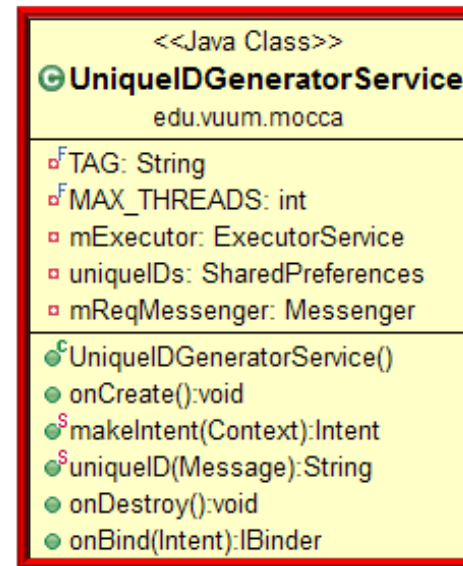 <<Java Class>>
C UniqueIDGeneratorService
edu.vuum.mocca
F TAG: String
F MAX_THREADS: int
mExecutor: ExecutorService
uniqueIDs: SharedPreferences
mReqMessenger: Messenger
C UniqueIDGeneratorService()
onCreate():void
S makeIntent(Context):Intent
S uniqueID(Message):String
onDestroy():void
onBind(Intent):IBinder